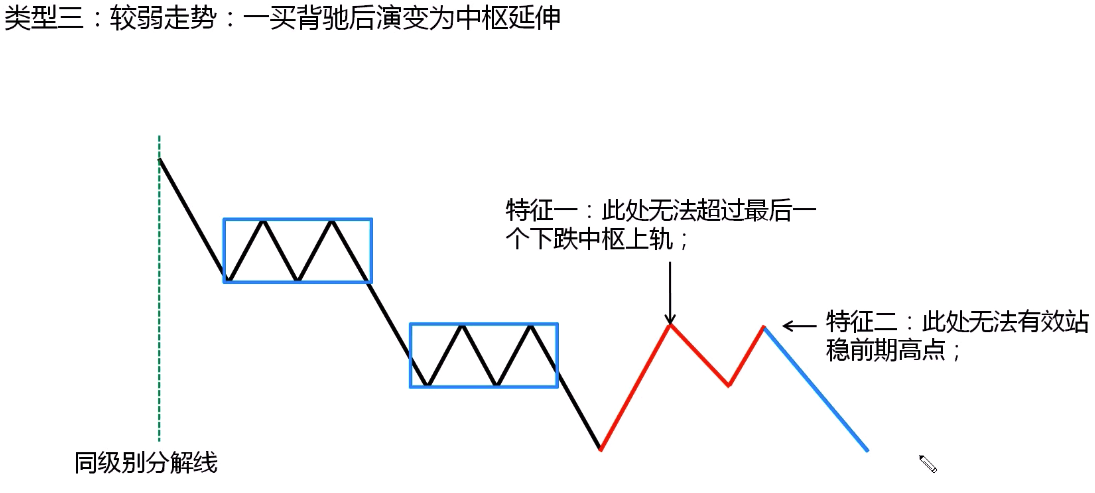 类型三：较弱走势：一买背驰后演变为中枢延伸
特征一：此处无法超过最后一
个下跌中枢上轨；
特征二：此处无法有效站
稳前期高点；
同级别分解线